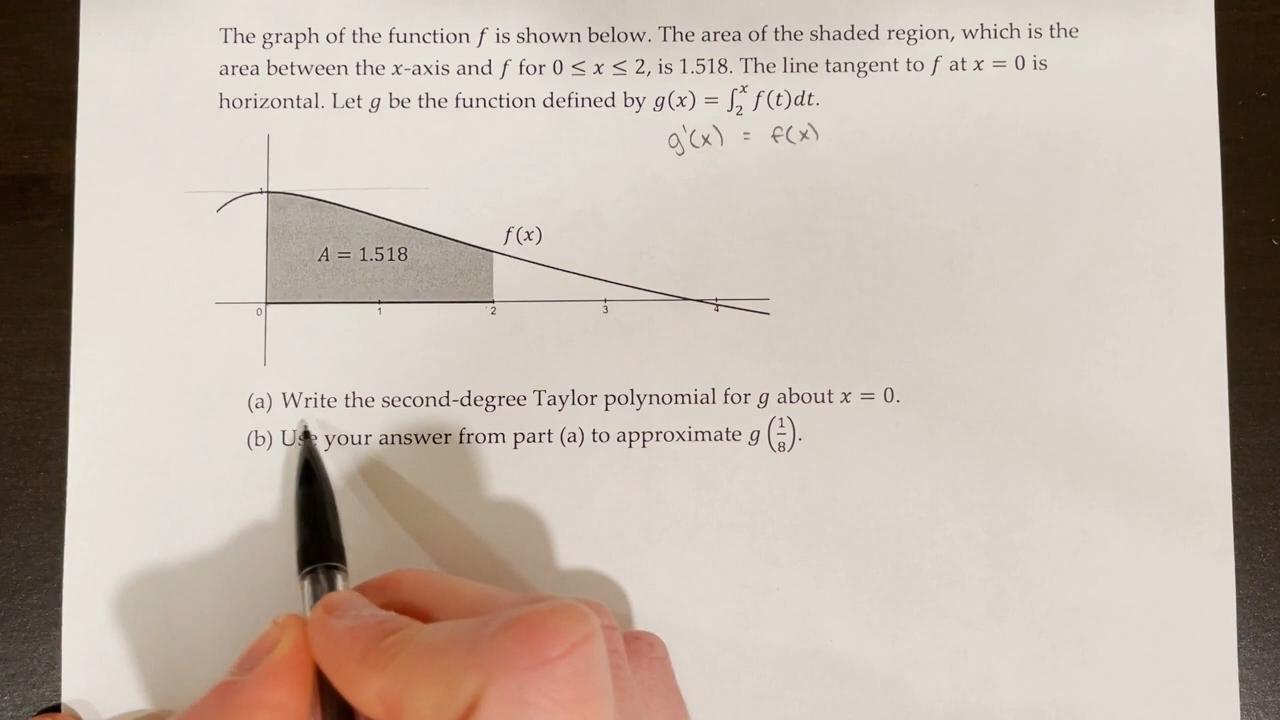 The graph of the function f is shown below. The area of the shaded region, which is the
area between the x-axis and f for 0 ≤ x ≤ 2, is 1.518. The line tangent to f at x = 0 is
horizontal. Let g be the function defined by g(x) = ∫₂ˣ f(t)dt.
g'(x) = f(x)
1
f(x)
A = 1.518
0 1 2 3 4
(a) Write the second-degree Taylor polynomial for g about x = 0.
(b) Use your answer from part (a) to approximate g(1/8).